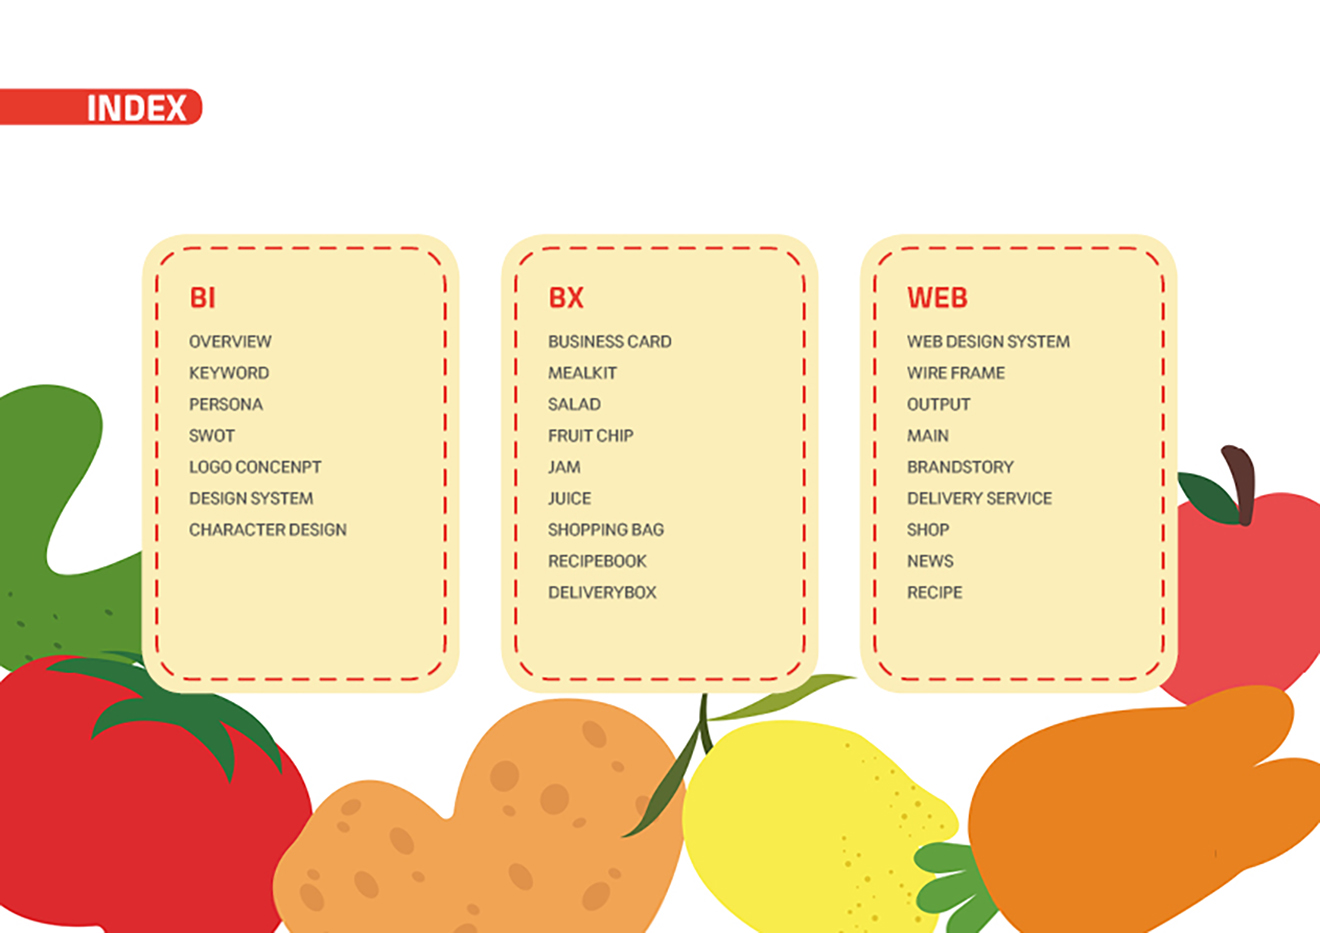 INDEX
BI
OVERVIEW
KEYWORD
PERSONA
SWOT
LOGO CONCENPT
DESIGN SYSTEM
CHARACTER DESIGN
BX
BUSINESS CARD
MEALKIT
SALAD
FRUIT CHIP
JAM
JUICE
SHOPPING BAG
RECIPEBOOK
DELIVERYBOX
WEB
WEB DESIGN SYSTEM
WIRE FRAME
OUTPUT
MAIN
BRANDSTORY
DELIVERY SERVICE
SHOP
NEWS
RECIPE